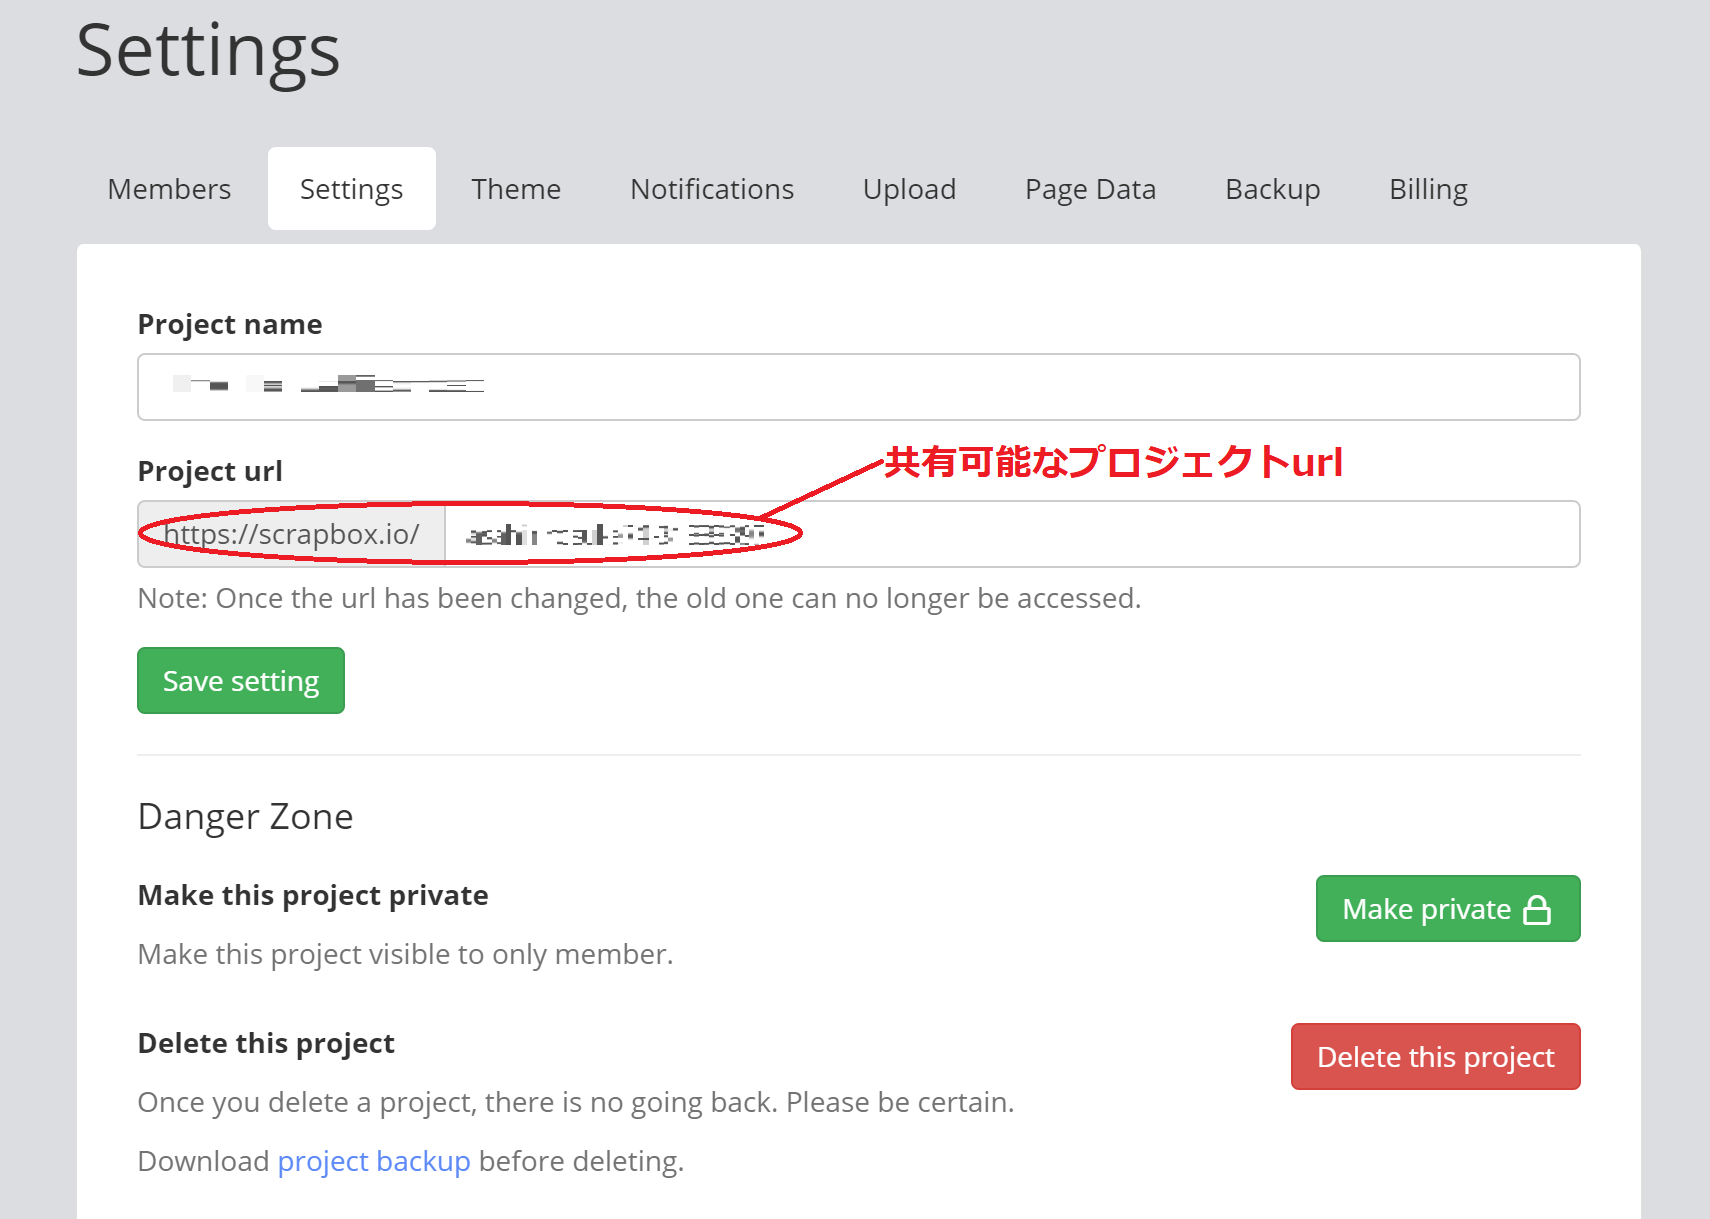 Settings
Members Settings Theme Notifications Upload Page Data Backup Billing
Project name
共有可能なプロジェクトurl
Project url
https://scrapbox.io/
Note: Once the url has been changed, the old one can no longer be accessed.
Save setting
Danger Zone
Make this project private
Make private
Make this project visible to only member.
Delete this project
Delete this project
Once you delete a project, there is no going back. Please be certain.
Download project backup before deleting.